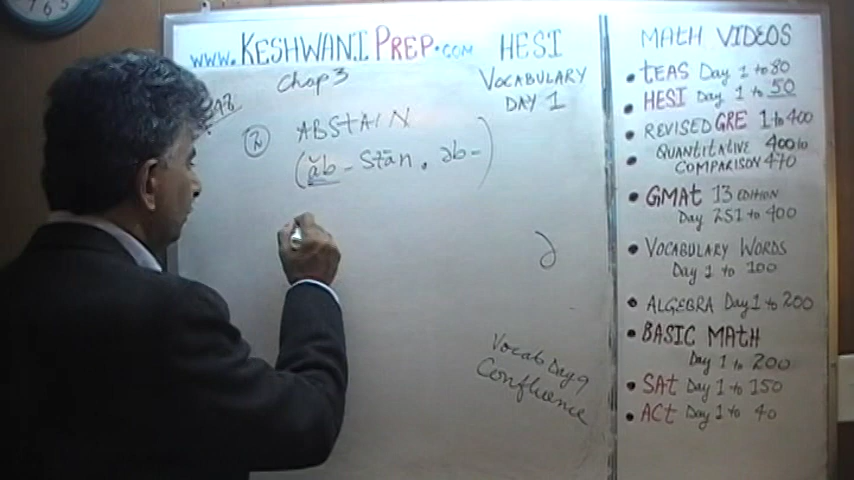 www.KESHWANIPREP.com HESI
Chap 3
VOCABULARY
DAY 1
2 ABSTAIN
(ăb - Stān . əb -)
ə
Vocab Day 9
Confluence
MATH VIDEOS
• TEAS Day 1 to 80
• HESI Day 1 to 50
• REVISED GRE 1 to 400
• QUANTITATIVE 400 to
COMPARISON 470
• GMAT 13 EDITION
Day 251 to 400
• VOCABULARY WORDS
Day 1 to 100
• ALGEBRA Day 1 to 200
• BASIC MATH
Day 1 to 200
• SAT Day 1 to 150
• ACT Day 1 to 40